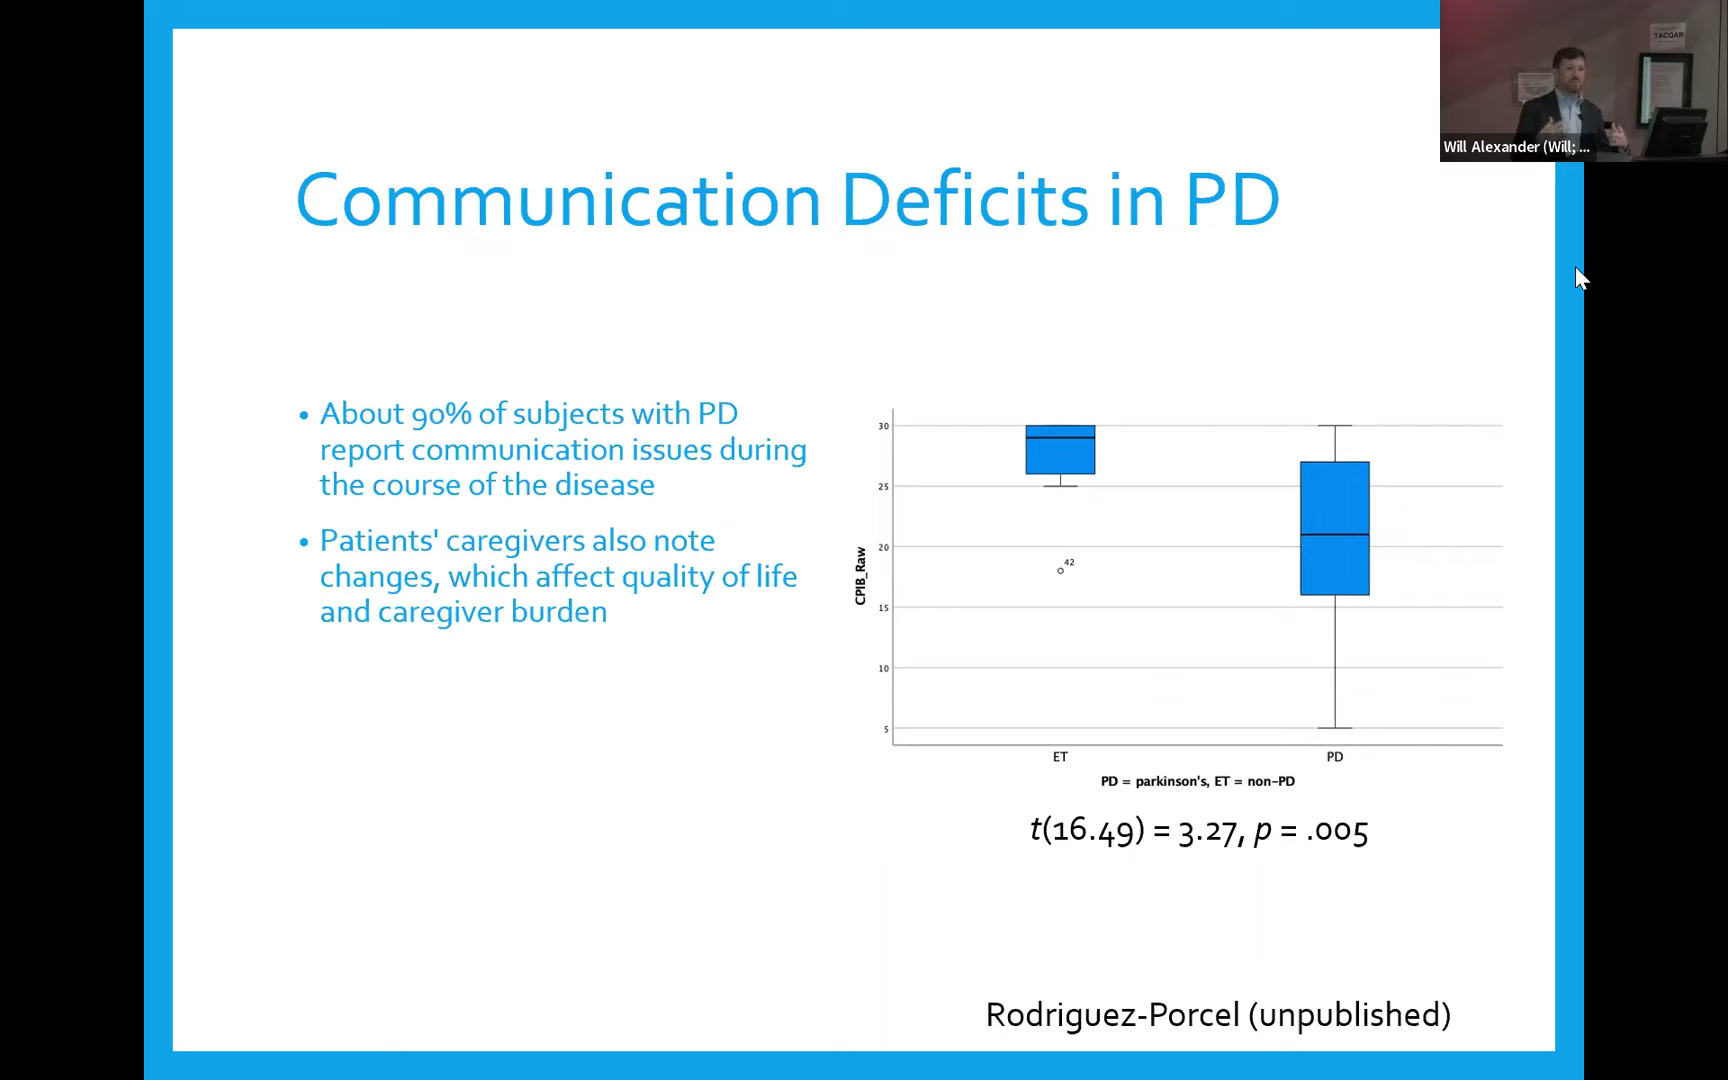 TACQAR
Will Alexander (Will; ...
Communication Deficits in PD
• About 90% of subjects with PD
report communication issues during
the course of the disease
• Patients' caregivers also note
changes, which affect quality of life
and caregiver burden
30
25
20
15
10
5
CPIB_Raw
42
ET
PD
PD = parkinson's, ET = non-PD
t(16.49) = 3.27, p = .005
Rodriguez-Porcel (unpublished)